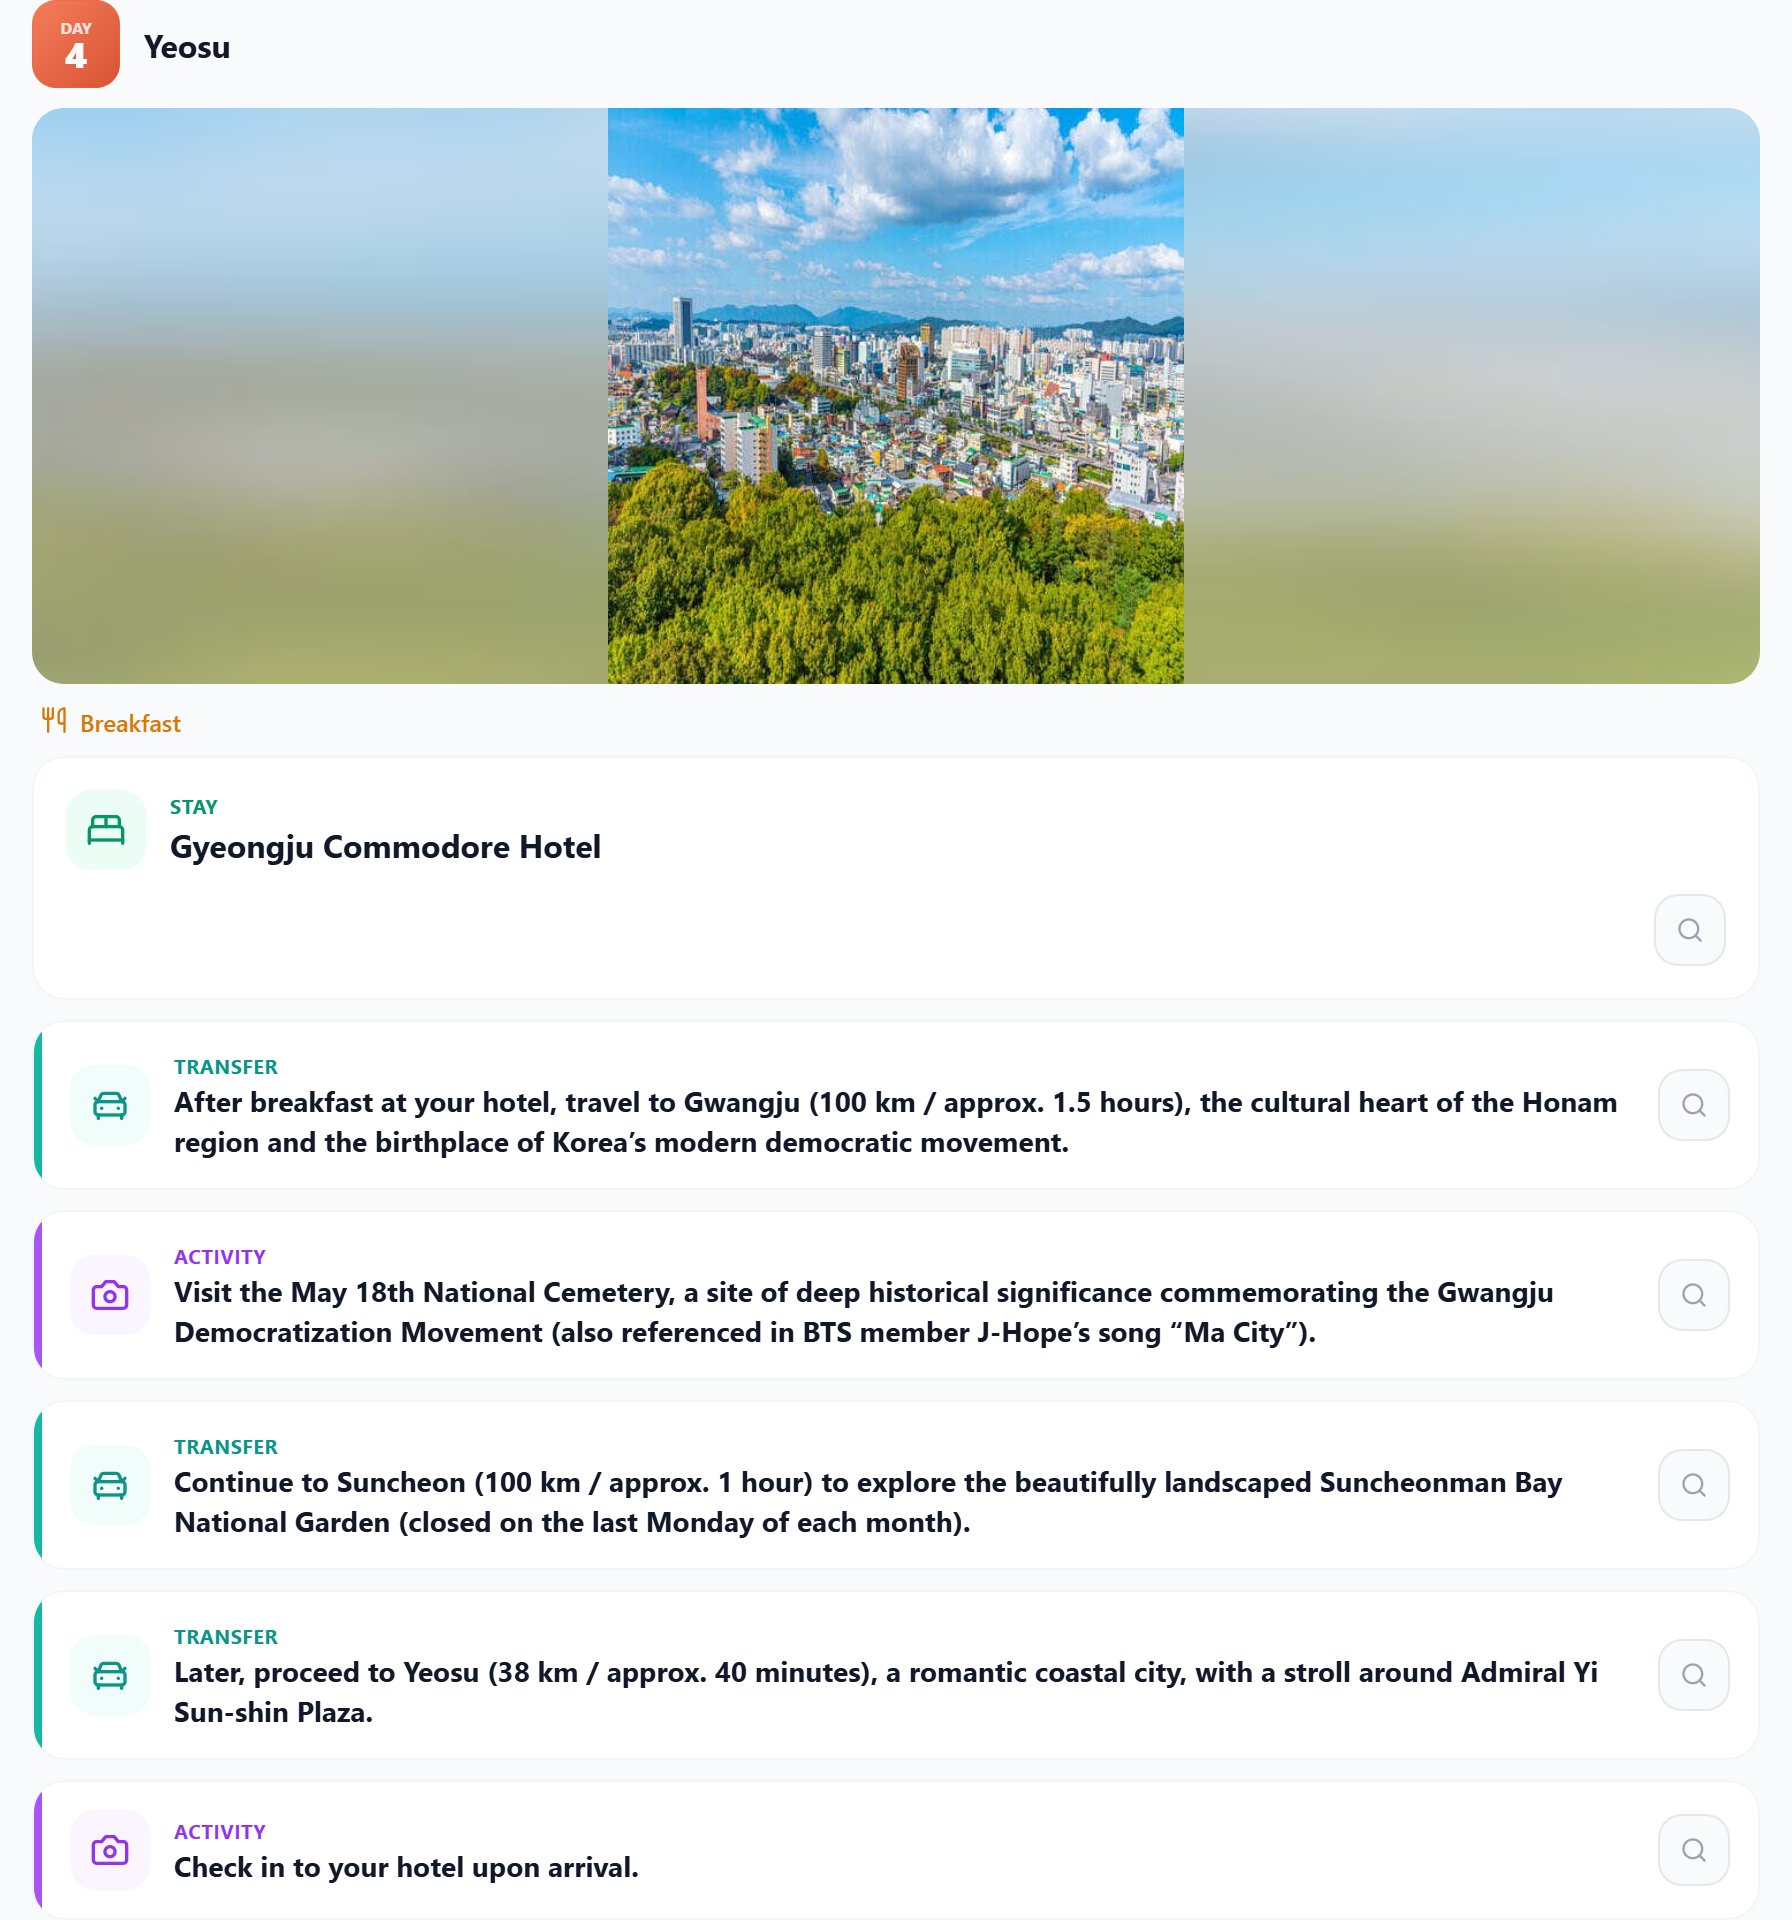 DAY
4
Yeosu
Breakfast
STAY
Gyeongju Commodore Hotel
TRANSFER
After breakfast at your hotel, travel to Gwangju (100 km / approx. 1.5 hours), the cultural heart of the Honam
region and the birthplace of Korea’s modern democratic movement.
ACTIVITY
Visit the May 18th National Cemetery, a site of deep historical significance commemorating the Gwangju
Democratization Movement (also referenced in BTS member J-Hope’s song “Ma City”).
TRANSFER
Continue to Suncheon (100 km / approx. 1 hour) to explore the beautifully landscaped Suncheonman Bay
National Garden (closed on the last Monday of each month).
TRANSFER
Later, proceed to Yeosu (38 km / approx. 40 minutes), a romantic coastal city, with a stroll around Admiral Yi
Sun-shin Plaza.
ACTIVITY
Check in to your hotel upon arrival.